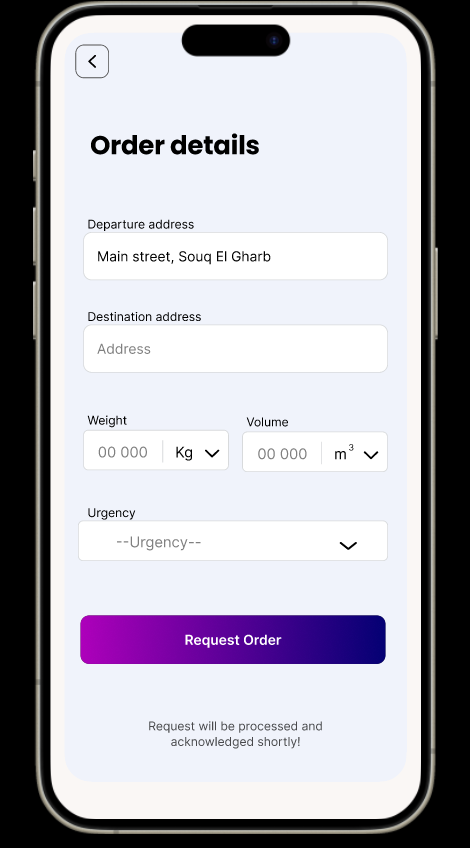 Order details
Departure address
Main street, Souq El Gharb
Destination address
Address
Weight
Volume
00 000 Kg
00 000 m³
Urgency
--Urgency--
Request Order
Request will be processed and
acknowledged shortly!